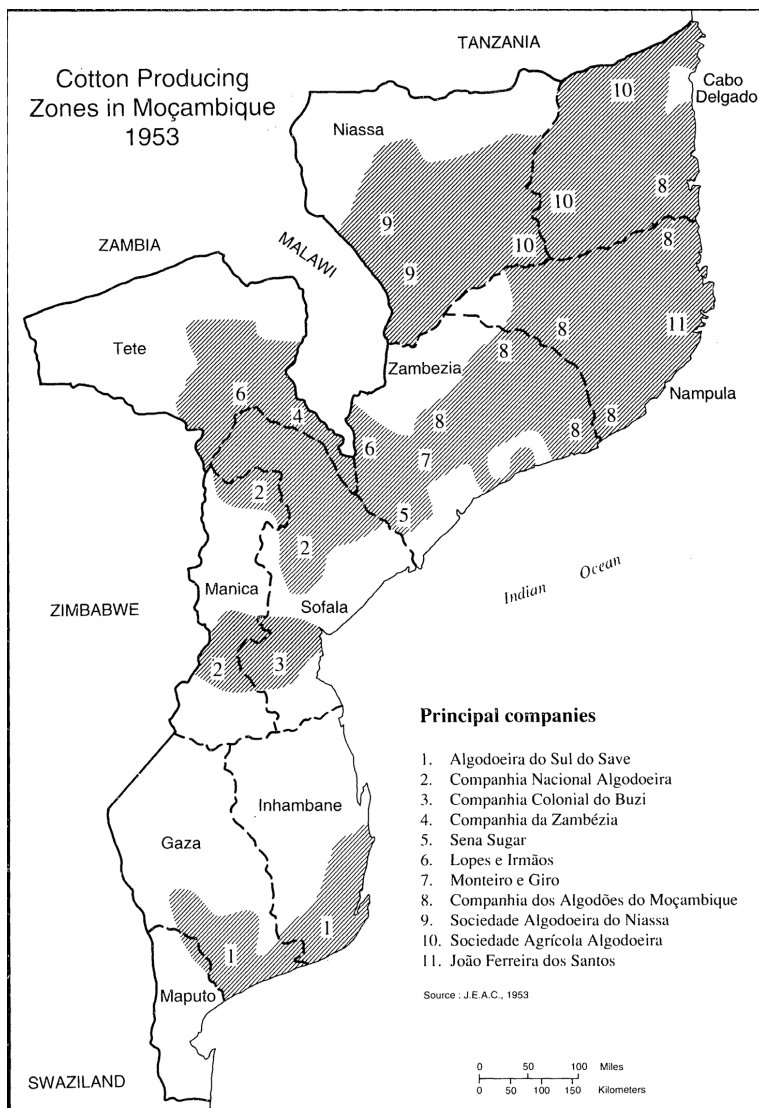 Cotton Producing
Zones in Moçambique
1953
TANZANIA
Cabo
Delgado
10
Niassa
10
8
9
10
8
ZAMBIA
MALAWI
9
11
Tete
8
8
Zambezia
Nampula
6
4
8
8
8
6
7
2
5
2
Indian Ocean
Manica
Sofala
ZIMBABWE
2
3
Principal companies
1. Algodoeira do Sul do Save
2. Companhia Nacional Algodoeira
3. Companhia Colonial do Buzi
4. Companhia da Zambézia
5. Sena Sugar
6. Lopes e Irmãos
7. Monteiro e Giro
8. Companhia dos Algodões do Moçambique
9. Sociedade Algodoeira do Niassa
10. Sociedade Agrícola Algodoeira
11. João Ferreira dos Santos
Inhambane
Gaza
1
1
Maputo
Source : J.E.A.C., 1953
SWAZILAND
0 50 100 Miles
0 50 100 150 Kilometers